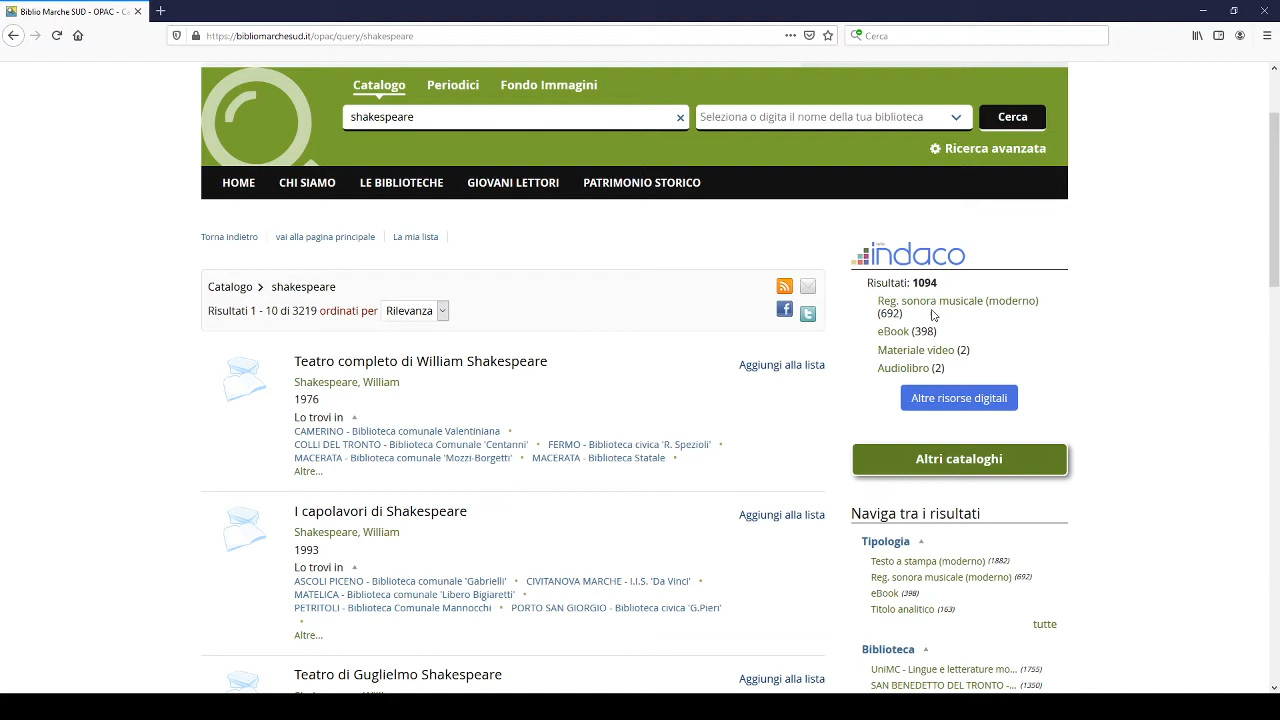 Biblio Marche SUD - OPAC - Ca
https://bibliomarchesud.it/opac/query/shakespeare
Cerca
Catalogo
Periodici
Fondo Immagini
shakespeare
Seleziona o digita il nome della tua biblioteca
Cerca
Ricerca avanzata
HOME
CHI SIAMO
LE BIBLIOTECHE
GIOVANI LETTORI
PATRIMONIO STORICO
Torna indietro
vai alla pagina principale
La mia lista
Catalogo > shakespeare
Risultati 1 - 10 di 3219 ordinati per Rilevanza
Teatro completo di William Shakespeare
Aggiungi alla lista
Shakespeare, William
1976
Lo trovi in
CAMERINO - Biblioteca comunale Valentiniana •
COLLI DEL TRONTO - Biblioteca Comunale 'Centanni' • FERMO - Biblioteca civica 'R. Spezioli' •
MACERATA - Biblioteca comunale 'Mozzi-Borgetti' • MACERATA - Biblioteca Statale •
Altre...
I capolavori di Shakespeare
Aggiungi alla lista
Shakespeare, William
1993
Lo trovi in
ASCOLI PICENO - Biblioteca comunale 'Gabrielli' • CIVITANOVA MARCHE - I.I.S. 'Da Vinci' •
MATELICA - Biblioteca comunale 'Libero Bigiaretti' •
PETRITOLI - Biblioteca Comunale Mannocchi • PORTO SAN GIORGIO - Biblioteca civica 'G.Pieri'
•
Altre...
Teatro di Guglielmo Shakespeare
Aggiungi alla lista
indaco
Risultati: 1094
Reg. sonora musicale (moderno)
(692)
eBook (398)
Materiale video (2)
Audiolibro (2)
Altre risorse digitali
Altri cataloghi
Naviga tra i risultati
Tipologia
Testo a stampa (moderno) (1882)
Reg. sonora musicale (moderno) (692)
eBook (398)
Titolo analitico (163)
tutte
Biblioteca
UniMC - Lingue e letterature mo... (1755)
SAN BENEDETTO DEL TRONTO -... (1350)